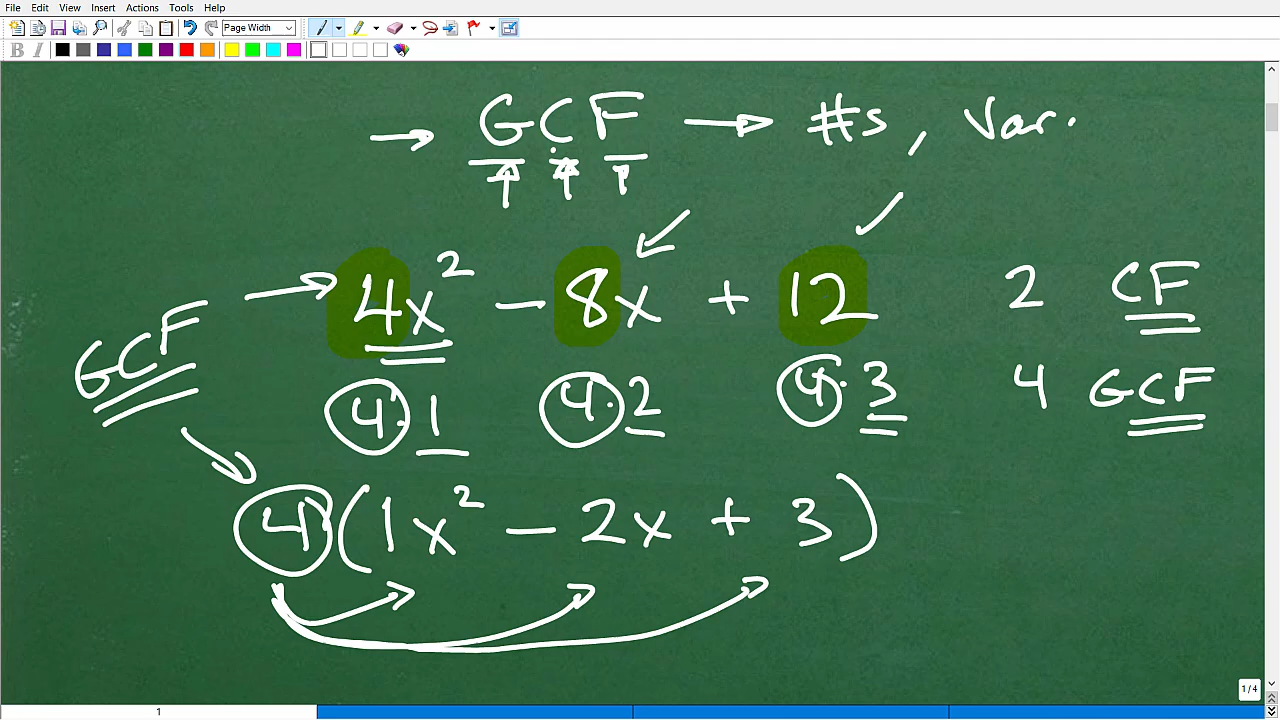 File Edit View Insert Actions Tools Help
Page Width
B I
→ GCF → #s, Var.
GCF → 4x² - 8x + 12 2 CF
4·1 4·2 4·3 4 GCF
4(1x² - 2x + 3)
1/4
1